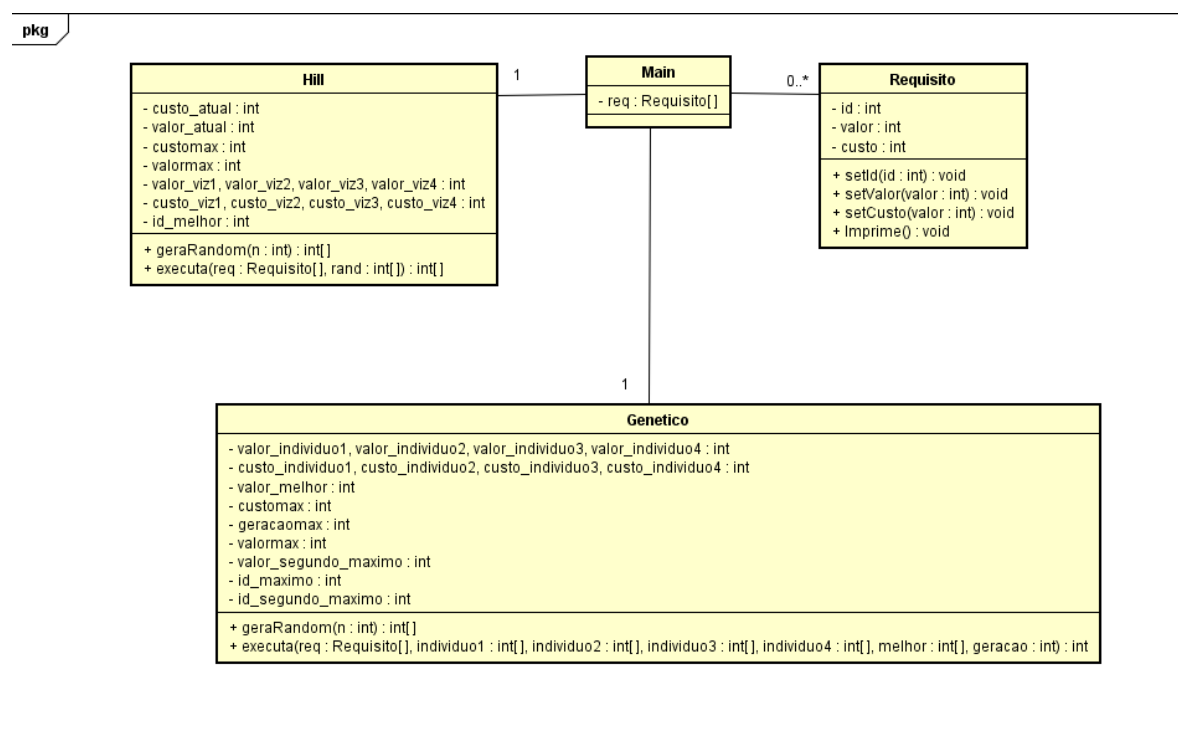 pkg
Hill
- custo_atual : int
- valor_atual : int
- customax : int
- valormax : int
- valor_viz1, valor_viz2, valor_viz3, valor_viz4 : int
- custo_viz1, custo_viz2, custo_viz3, custo_viz4 : int
- id_melhor : int
+ geraRandom(n : int) : int[]
+ executa(req : Requisito[], rand : int[]) : int[]
1
Main
- req : Requisito[]
0..*
Requisito
- id : int
- valor : int
- custo : int
+ setId(id : int) : void
+ setValor(valor : int) : void
+ setCusto(valor : int) : void
+ Imprime() : void
1
Genetico
- valor_individuo1, valor_individuo2, valor_individuo3, valor_individuo4 : int
- custo_individuo1, custo_individuo2, custo_individuo3, custo_individuo4 : int
- valor_melhor : int
- customax : int
- geracaomax : int
- valormax : int
- valor_segundo_maximo : int
- id_maximo : int
- id_segundo_maximo : int
+ geraRandom(n : int) : int[]
+ executa(req : Requisito[], individuo1 : int[], individuo2 : int[], individuo3 : int[], individuo4 : int[], melhor : int[], geracao : int) : int